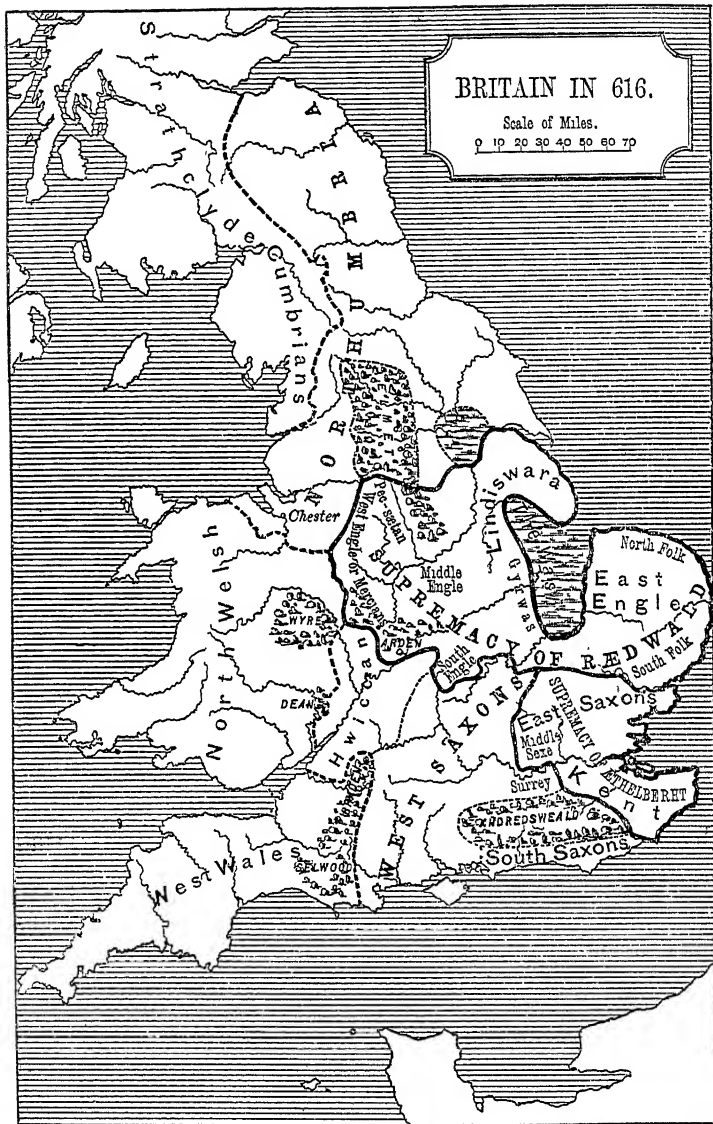 BRITAIN IN 616.
Scale of Miles.
0 10 20 30 40 50 60 70
Strathclyde
Cumbrians
NORTHUMBRIA
ELMET
Chester
Pec-sætan
West Engle or Mercians
Lindiswara
Gyrwas
Middle Engle
SUPREMACY OF RÆDWALD
North Folk
East Engle
South Folk
North Welsh
WYRE
ARDEN
DEAN
Hwiccan
South Engle
WEST SAXONS
East Saxons
Middle Sexe
SUPREMACY OF ÆTHELBERHT
Kent
Surrey
ANDREDSWEALD
South Saxons
West Wales
SELWOOD